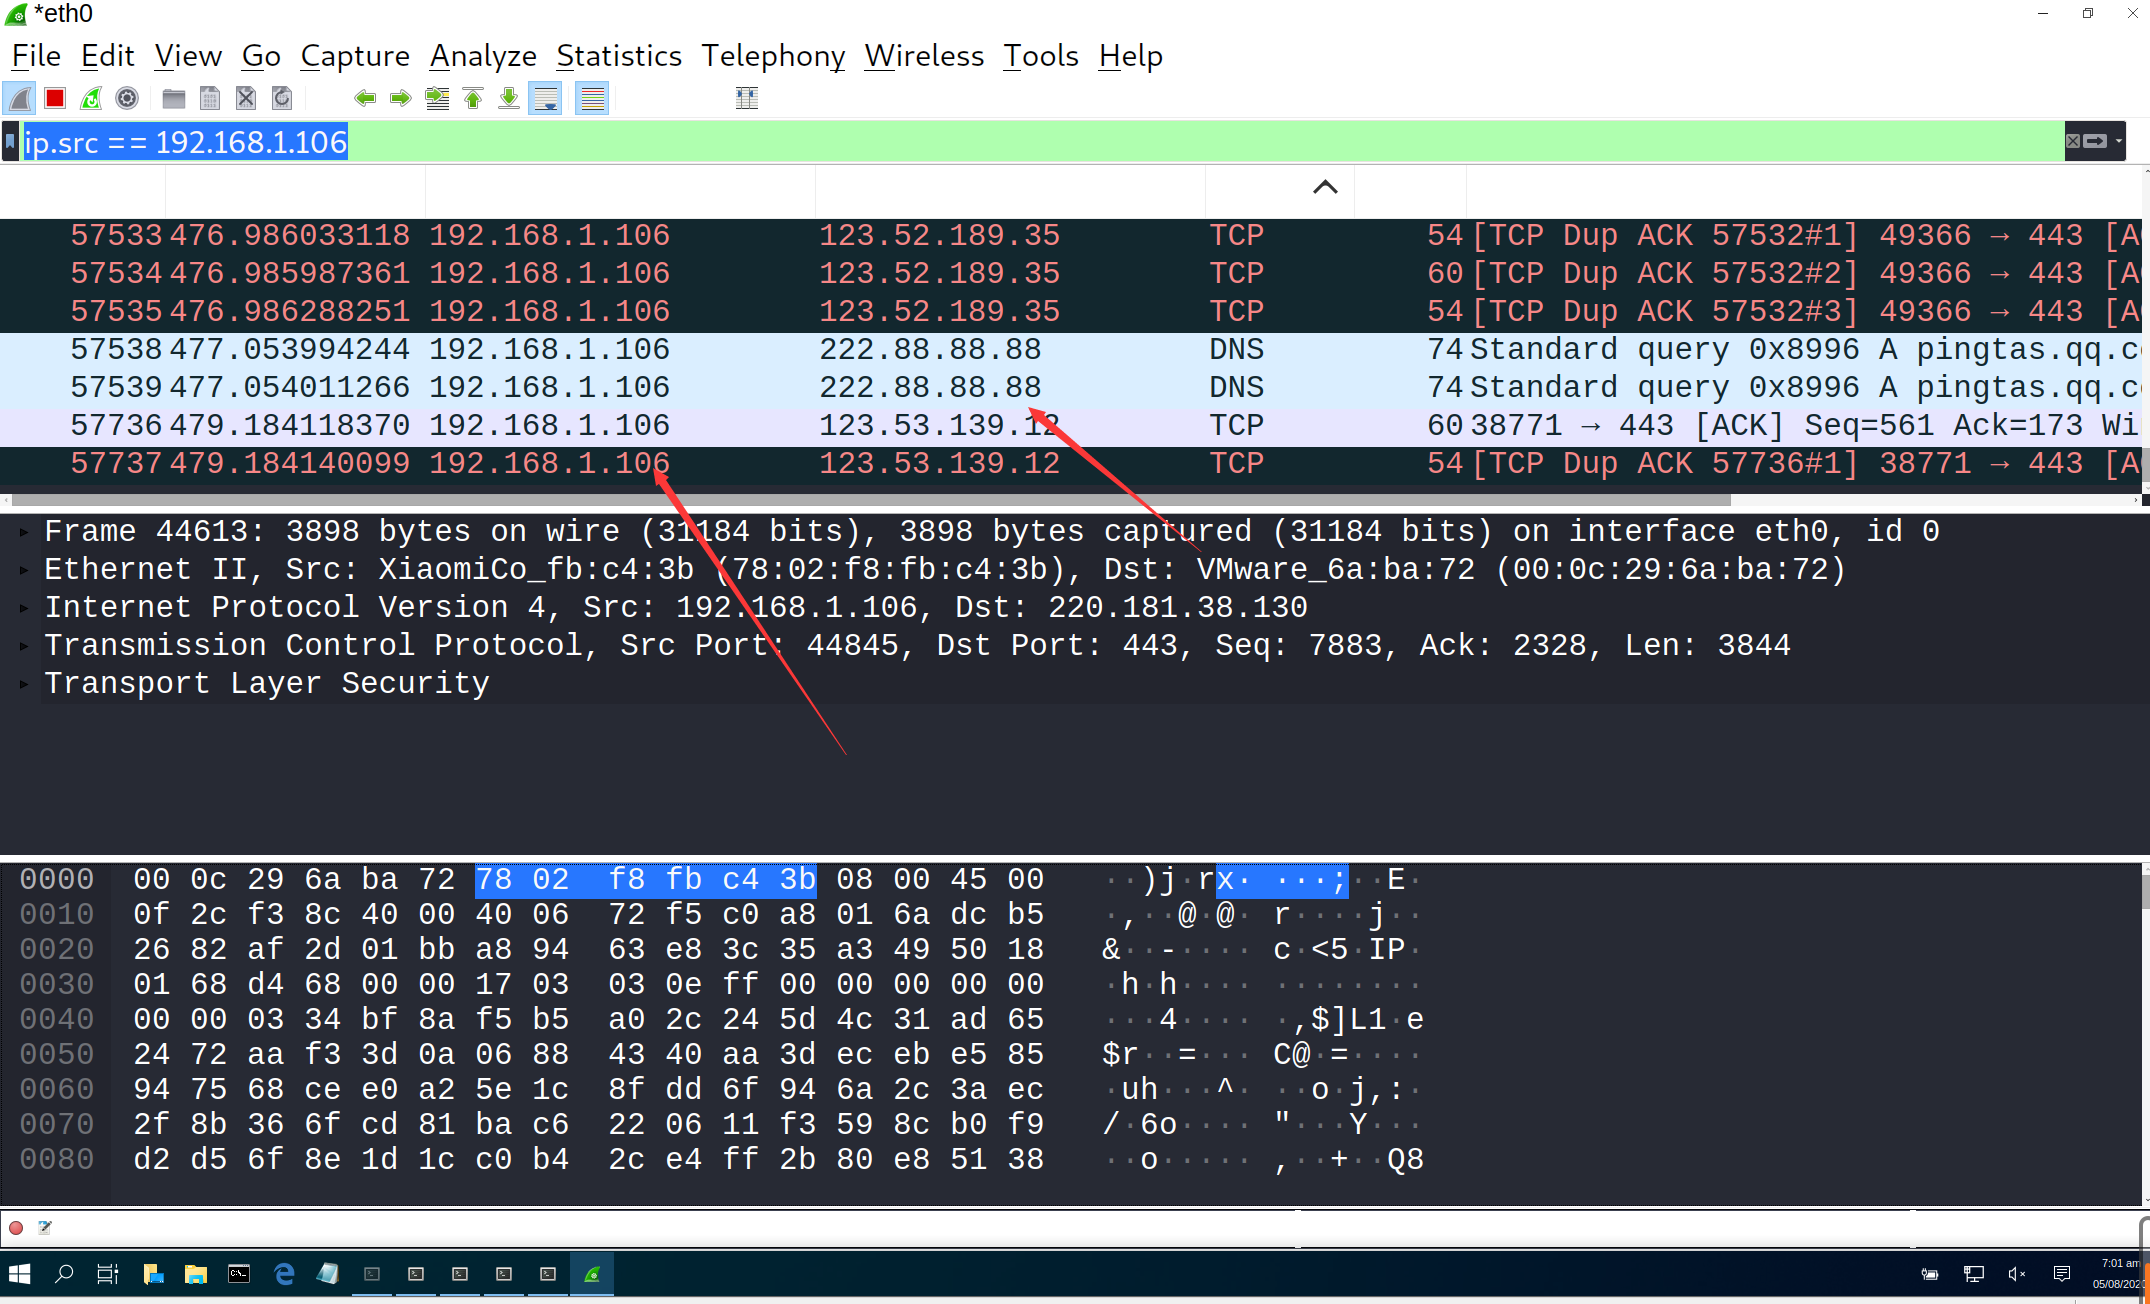 *eth0
File Edit View Go Capture Analyze Statistics Telephony Wireless Tools Help
ip.src == 192.168.1.106
57533 476.986033118 192.168.1.106 123.52.189.35 TCP 54 [TCP Dup ACK 57532#1] 49366 → 443 [A
57534 476.985987361 192.168.1.106 123.52.189.35 TCP 60 [TCP Dup ACK 57532#2] 49366 → 443 [A
57535 476.986288251 192.168.1.106 123.52.189.35 TCP 54 [TCP Dup ACK 57532#3] 49366 → 443 [A
57538 477.053994244 192.168.1.106 222.88.88.88 DNS 74 Standard query 0x8996 A pingtas.qq.c
57539 477.054011266 192.168.1.106 222.88.88.88 DNS 74 Standard query 0x8996 A pingtas.qq.c
57736 479.184118370 192.168.1.106 123.53.139.12 TCP 60 38771 → 443 [ACK] Seq=561 Ack=173 Wi
57737 479.184140099 192.168.1.106 123.53.139.12 TCP 54 [TCP Dup ACK 57736#1] 38771 → 443 [A
Frame 44613: 3898 bytes on wire (31184 bits), 3898 bytes captured (31184 bits) on interface eth0, id 0
Ethernet II, Src: XiaomiCo_fb:c4:3b (78:02:f8:fb:c4:3b), Dst: VMware_6a:ba:72 (00:0c:29:6a:ba:72)
Internet Protocol Version 4, Src: 192.168.1.106, Dst: 220.181.38.130
Transmission Control Protocol, Src Port: 44845, Dst Port: 443, Seq: 7883, Ack: 2328, Len: 3844
Transport Layer Security
0000 00 0c 29 6a ba 72 78 02 f8 fb c4 3b 08 00 45 00 ··)j·rx· ···;··E·
0010 0f 2c f3 8c 40 00 40 06 72 f5 c0 a8 01 6a dc b5 ·,··@·@· r····j··
0020 26 82 af 2d 01 bb a8 94 63 e8 3c 35 a3 49 50 18 &··-···· c·<5·IP·
0030 01 68 d4 68 00 00 17 03 03 0e ff 00 00 00 00 00 ·h·h···· ········
0040 00 00 03 34 bf 8a f5 b5 a0 2c 24 5d 4c 31 ad 65 ···4···· ·,$]L1·e
0050 24 72 aa f3 3d 0a 06 88 43 40 aa 3d ec eb e5 85 $r··=··· C@·=····
0060 94 75 68 ce e0 a2 5e 1c 8f dd 6f 94 6a 2c 3a ec ·uh···^· ··o·j,:·
0070 2f 8b 36 6f cd 81 ba c6 22 06 11 f3 59 8c b0 f9 /·6o···· "···Y···
0080 d2 d5 6f 8e 1d 1c c0 b4 2c e4 ff 2b 80 e8 51 38 ··o····· ,··+··Q8
7:01 am
05/08/202